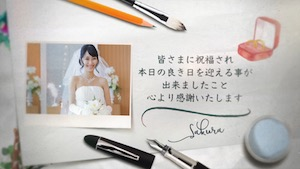 皆さまに祝福され
本日の良き日を迎える事が
出来ましたこと
心より感謝いたします
Sakura